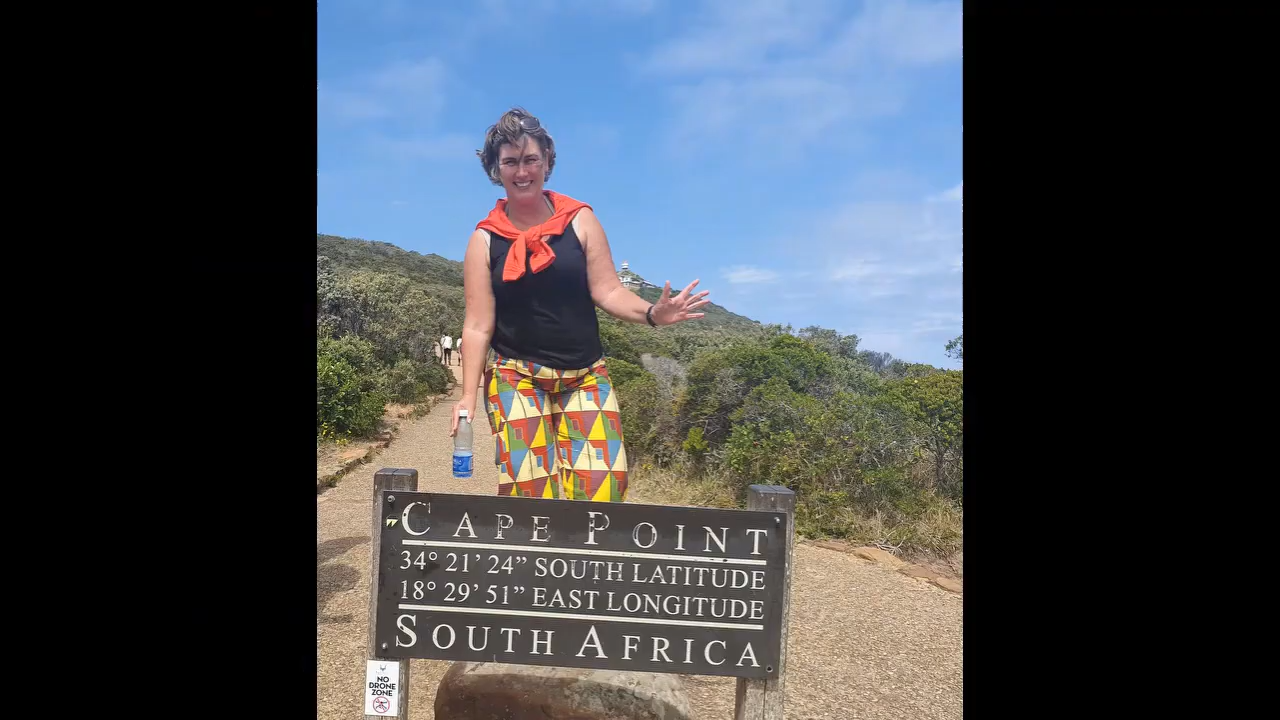 CAPE POINT
34° 21' 24" SOUTH LATITUDE
18° 29' 51" EAST LONGITUDE
SOUTH AFRICA
NO
DRONE
ZONE